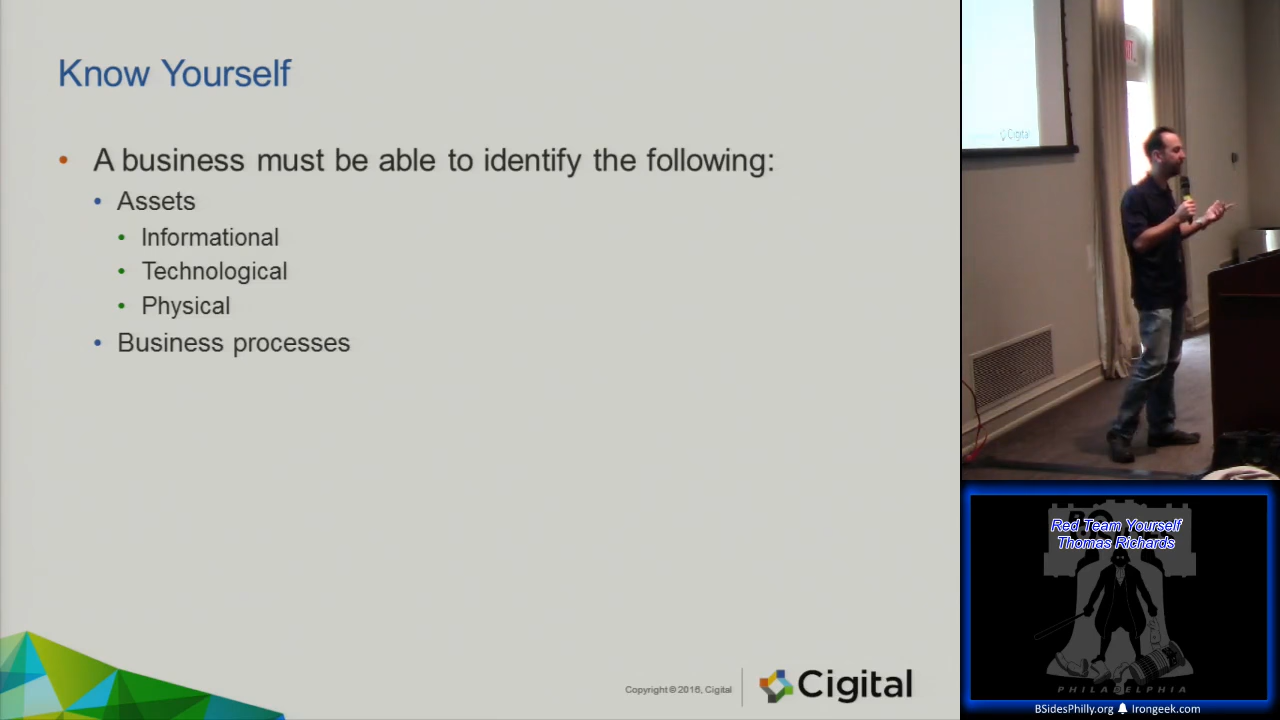 Know Yourself
• A business must be able to identify the following:
• Assets
• Informational
• Technological
• Physical
• Business processes
Copyright © 2016, Cigital
Cigital
Cigital
Red Team Yourself
Thomas Richards
PHILADELPHIA
BSidesPhilly.org Irongeek.com